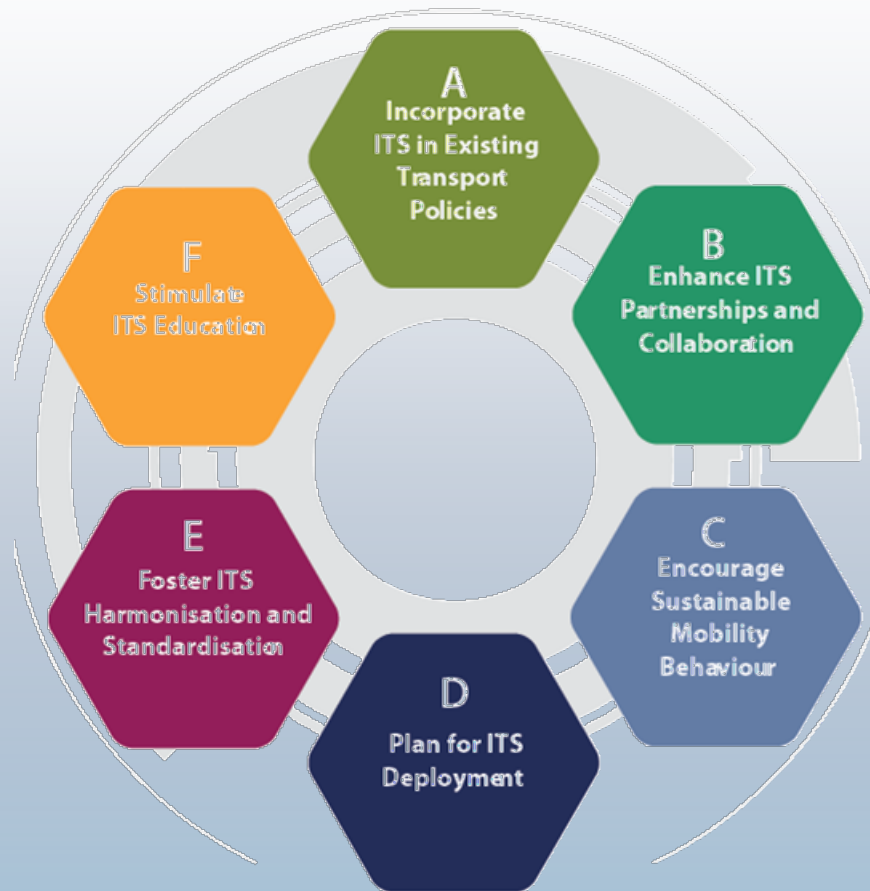 A
Incorporate
ITS in Existing
Transport
Policies
B
Enhance ITS
Partnerships and
Collaboration
C
Encourage
Sustainable
Mobility
Behaviour
D
Plan for ITS
Deployment
E
Foster ITS
Harmonisation and
Standardisation
F
Stimulate
ITS Education